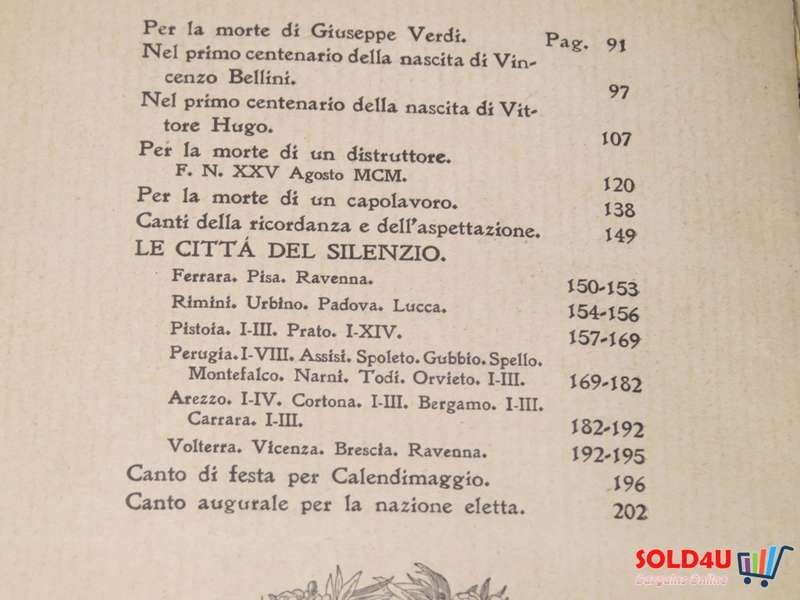 Per la morte di Giuseppe Verdi. Pag. 91
Nel primo centenario della nascita di Vin-
cenzo Bellini. 97
Nel primo centenario della nascita di Vit-
tore Hugo. 107
Per la morte di un distruttore.
F. N. XXV Agosto MCM. 120
Per la morte di un capolavoro. 138
Canti della ricordanza e dell'aspettazione. 149
LE CITTÁ DEL SILENZIO.
Ferrara. Pisa. Ravenna. 150-153
Rimini. Urbino. Padova. Lucca. 154-156
Pistoia. I-III. Prato. I-XIV. 157-169
Perugia. I-VIII. Assisi. Spoleto. Gubbio. Spello.
Montefalco. Narni. Todi. Orvieto. I-III. 169-182
Arezzo. I-IV. Cortona. I-III. Bergamo. I-III.
Carrara. I-III. 182-192
Volterra. Vicenza. Brescia. Ravenna. 192-195
Canto di festa per Calendimaggio. 196
Canto augurale per la nazione eletta. 202
SOLD4U
Bargains Online